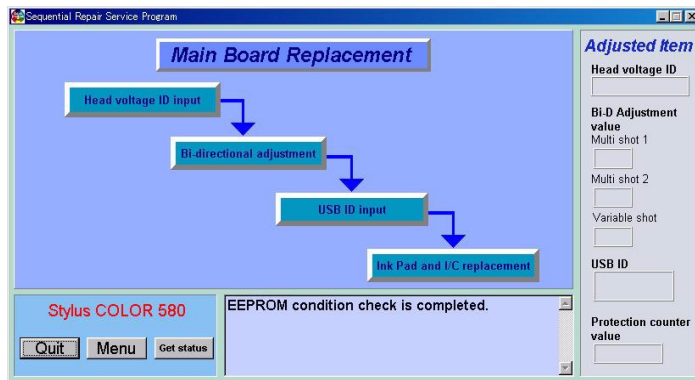 Sequential Repair Service Program
Main Board Replacement
Head voltage ID input
Bi-directional adjustment
USB ID input
Ink Pad and I/C replacement
Stylus COLOR 580
Quit
Menu
Get status
EEPROM condition check is completed.
Adjusted Item
Head voltage ID
Bi-D Adjustment
value
Multi shot 1
Multi shot 2
Variable shot
USB ID
Protection counter
value